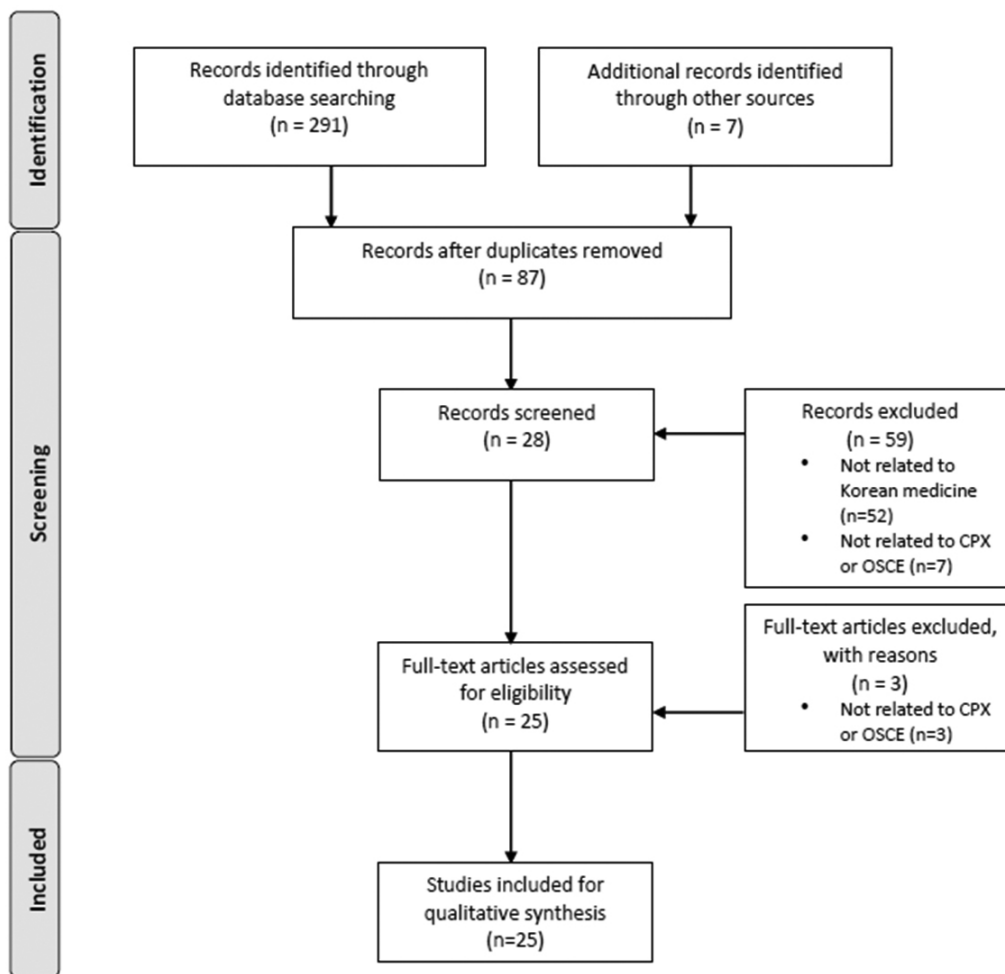 Identification
Records identified through
database searching
(n = 291)
Additional records identified
through other sources
(n = 7)
Screening
Records after duplicates removed
(n = 87)
Records screened
(n = 28)
Records excluded
(n = 59)
• Not related to
Korean medicine
(n=52)
• Not related to CPX
or OSCE (n=7)
Full-text articles assessed
for eligibility
(n = 25)
Full-text articles excluded,
with reasons
(n = 3)
• Not related to CPX
or OSCE (n=3)
Included
Studies included for
qualitative synthesis
(n=25)